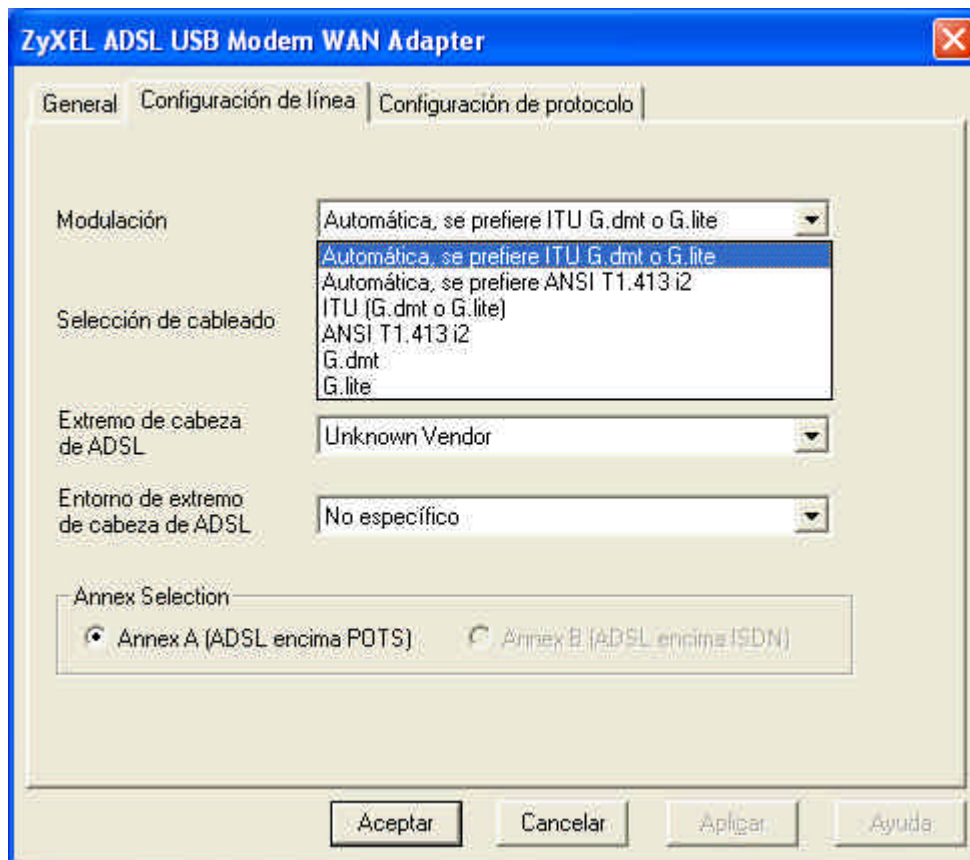 ZyXEL ADSL USB Modem WAN Adapter
General
Configuración de línea
Configuración de protocolo
Modulación
Automática, se prefiere ITU G.dmt o G.lite
Automática, se prefiere ITU G.dmt o G.lite
Automática, se prefiere ANSI T1.413 i2
ITU (G.dmt o G.lite)
ANSI T1.413 i2
G.dmt
G.lite
Selección de cableado
Extremo de cabeza
de ADSL
Unknown Vendor
Entorno de extremo
de cabeza de ADSL
No específico
Annex Selection
Annex A (ADSL encima POTS)
Annex B (ADSL encima ISDN)
Aceptar
Cancelar
Aplicar
Ayuda